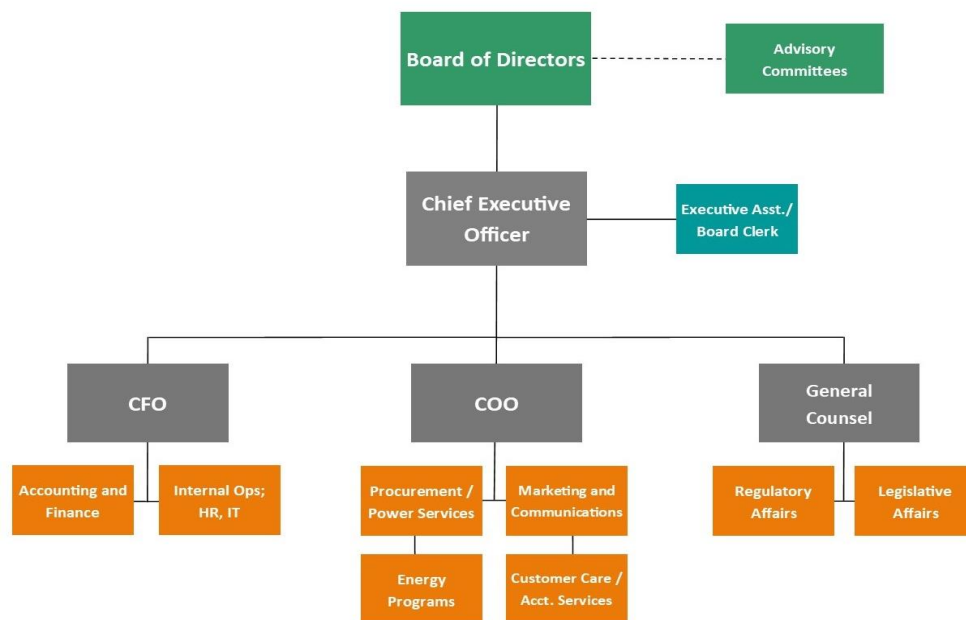 Board of Directors
Advisory
Committees
Chief Executive
Officer
Executive Asst./
Board Clerk
CFO
COO
General
Counsel
Accounting and
Finance
Internal Ops;
HR, IT
Procurement /
Power Services
Marketing and
Communications
Regulatory
Affairs
Legislative
Affairs
Energy
Programs
Customer Care /
Acct. Services